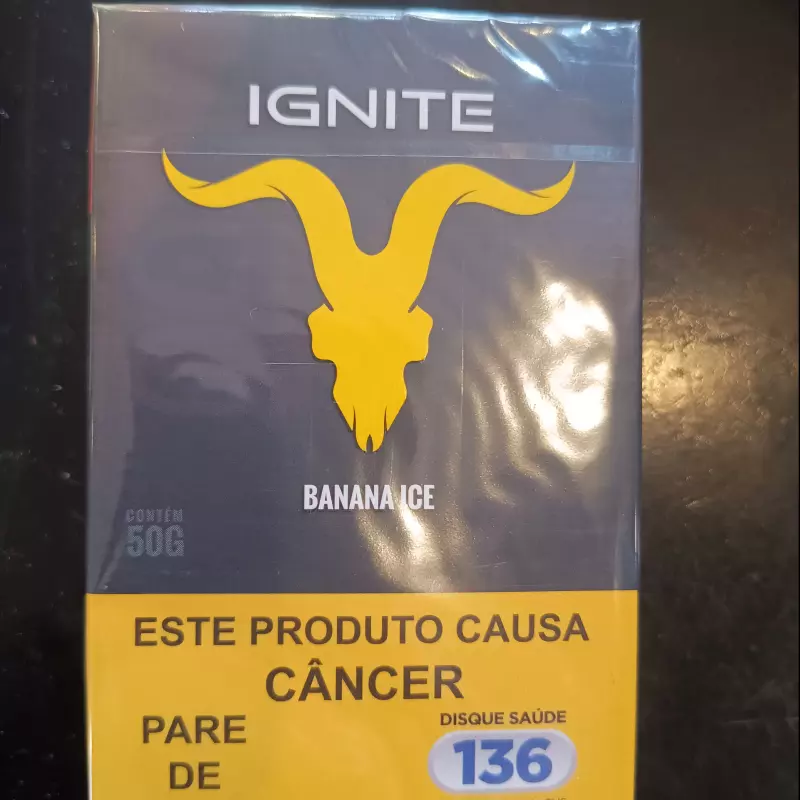 IGNITE
BANANA ICE
CONTÉM
50G
ESTE PRODUTO CAUSA
CÂNCER
PARE
DE
DISQUE SAÚDE
136